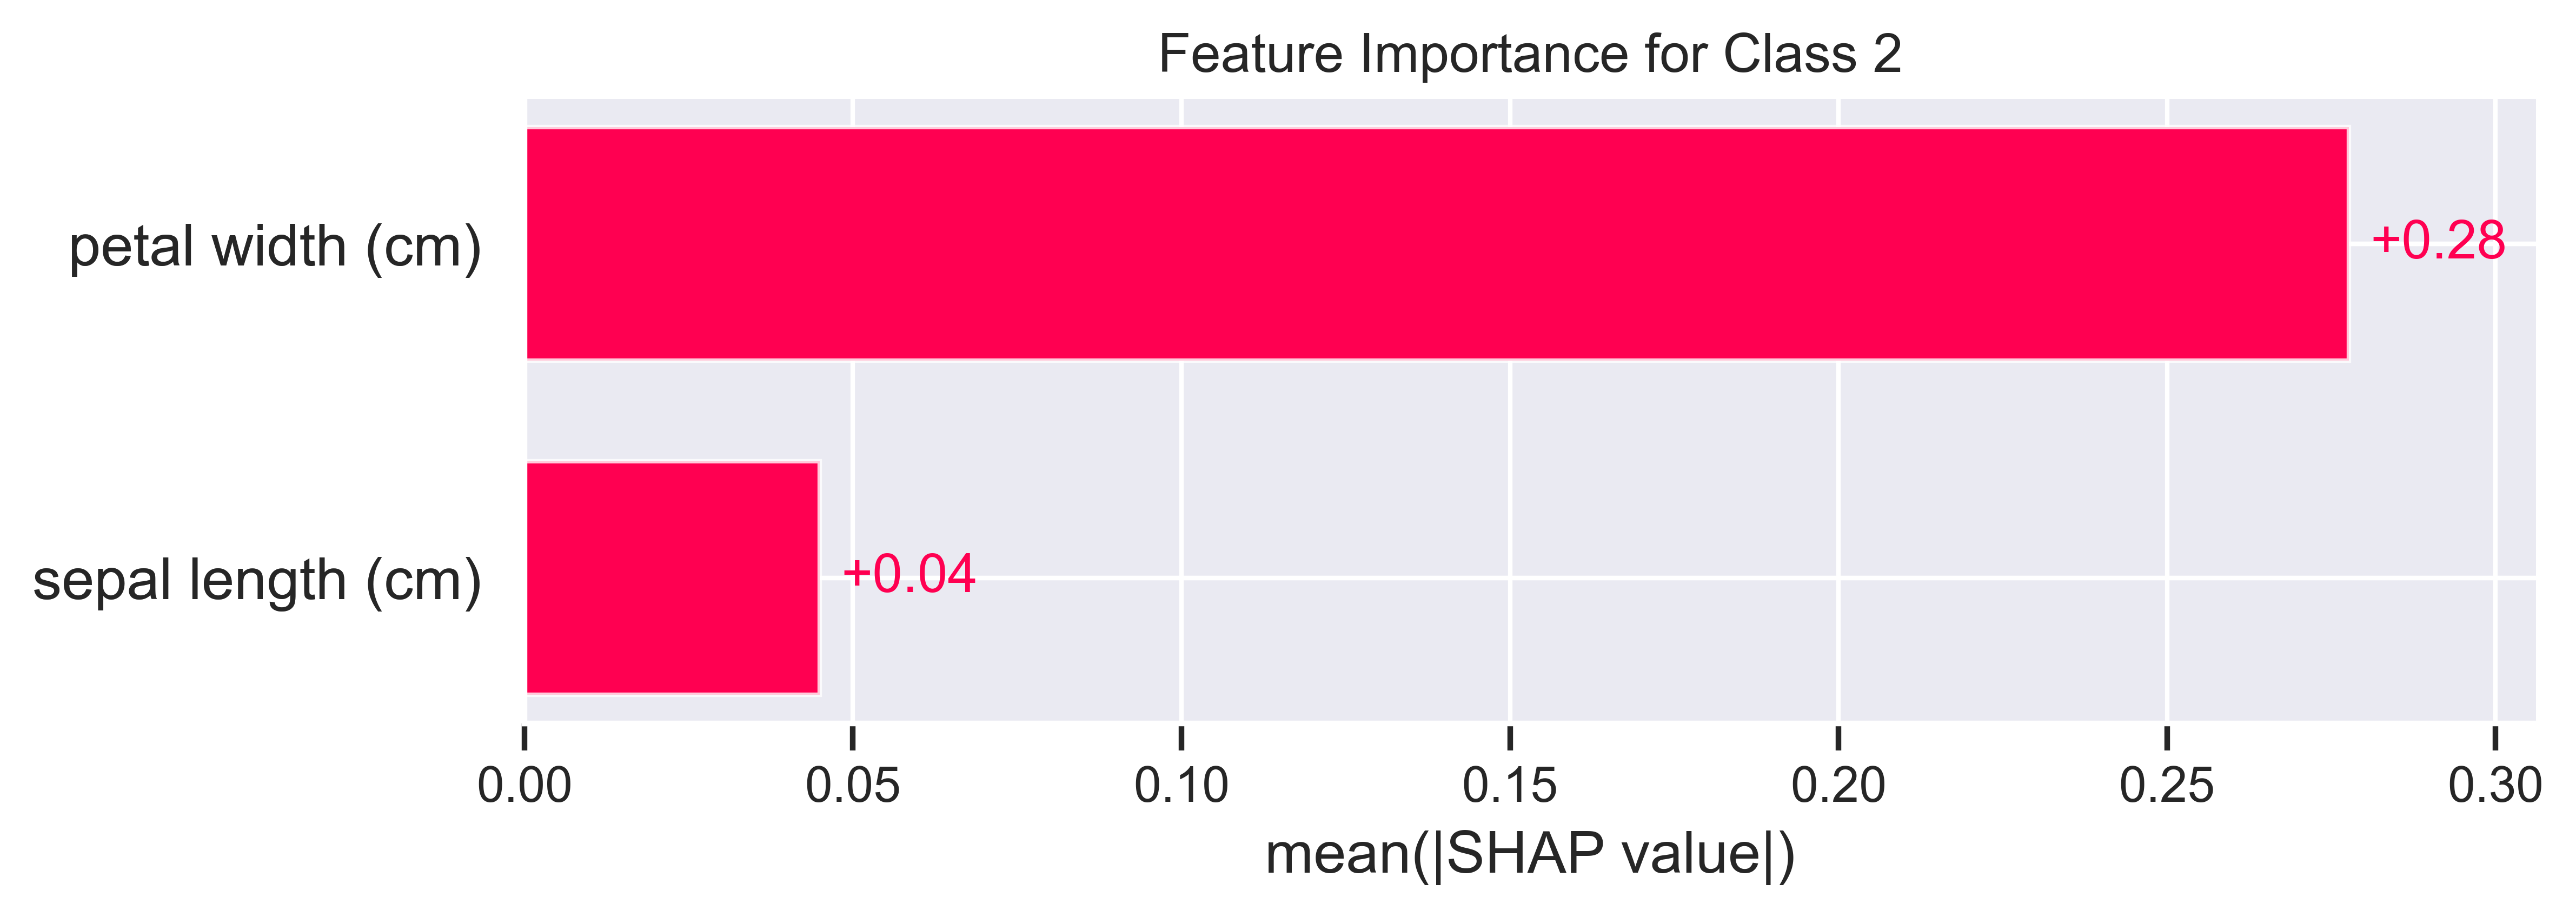 Feature Importance for Class 2
petal width (cm)
+0.28
sepal length (cm)
+0.04
0.00 0.05 0.10 0.15 0.20 0.25 0.30
mean(|SHAP value|)